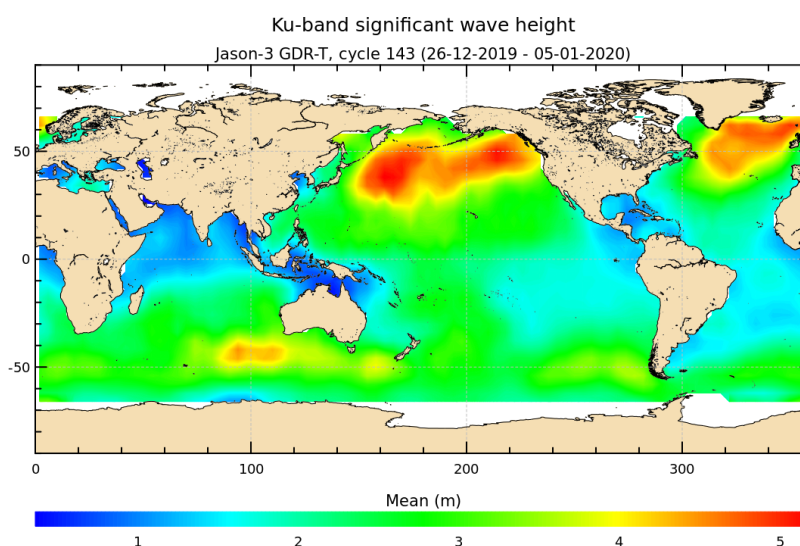 Ku-band significant wave height
Jason-3 GDR-T, cycle 143 (26-12-2019 - 05-01-2020)
50
0
-50
0 100 200 300
Mean (m)
1 2 3 4 5